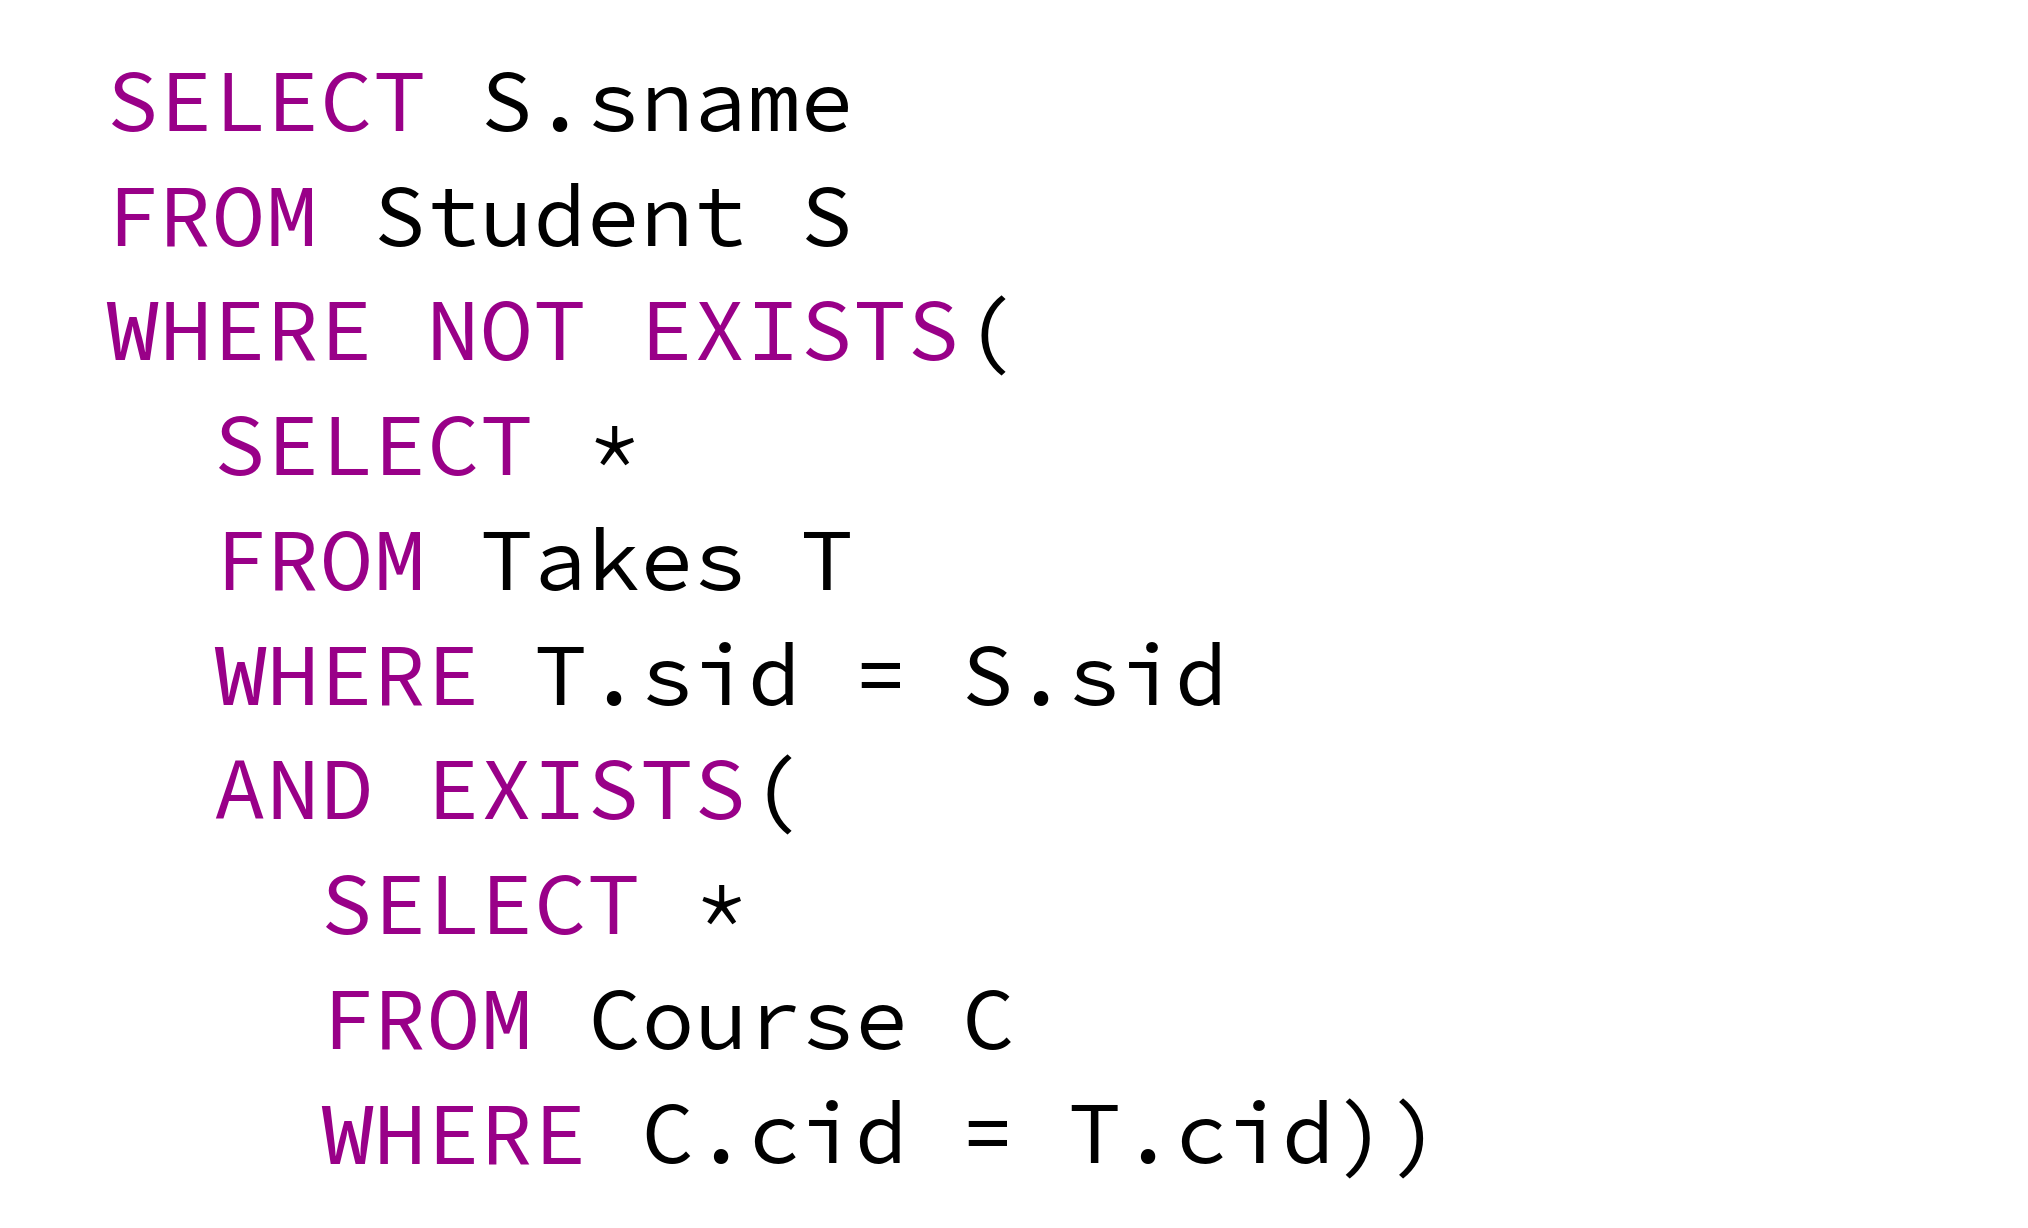 SELECT S.sname
FROM Student S
WHERE NOT EXISTS(
  SELECT *
  FROM Takes T
  WHERE T.sid = S.sid
  AND EXISTS(
    SELECT *
    FROM Course C
    WHERE C.cid = T.cid))